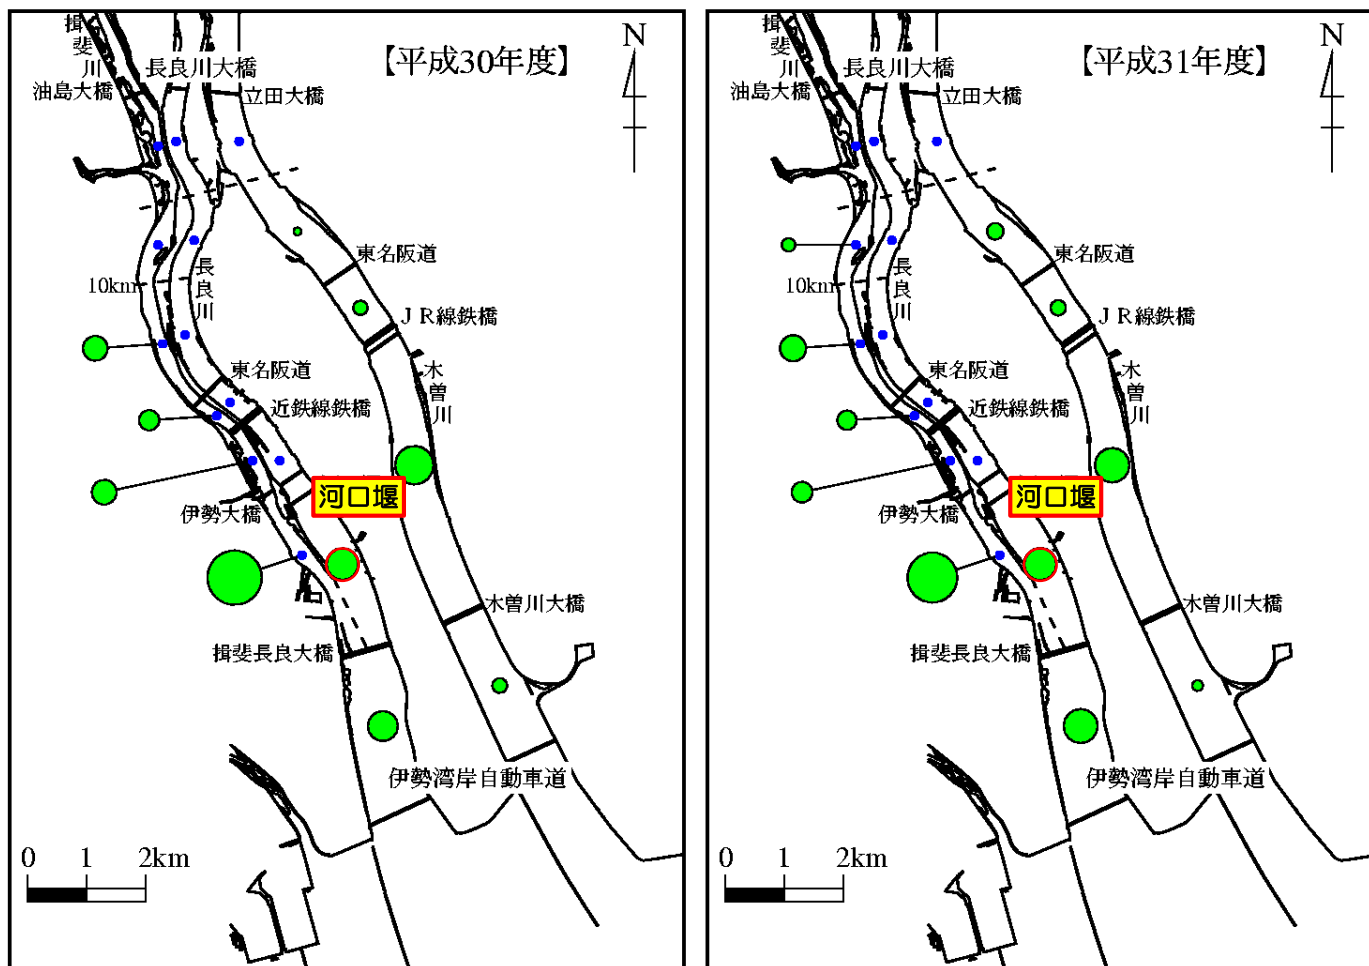 【平成30年度】
N
揖斐川
長良川大橋
油島大橋
立田大橋
東名阪道
10km
長良川
JR線鉄橋
東名阪道
木曽川
近鉄線鉄橋
河口堰
伊勢大橋
木曽川大橋
揖斐長良大橋
伊勢湾岸自動車道
0 1 2km
【平成31年度】
N
揖斐川
長良川大橋
油島大橋
立田大橋
東名阪道
10km
長良川
JR線鉄橋
東名阪道
木曽川
近鉄線鉄橋
河口堰
伊勢大橋
木曽川大橋
揖斐長良大橋
伊勢湾岸自動車道
0 1 2km